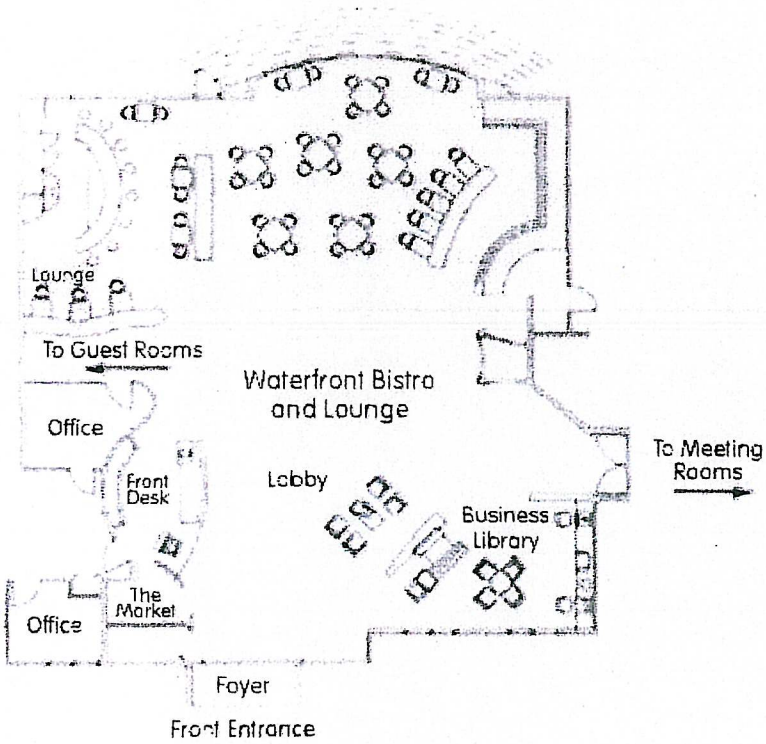 Lounge
To Guest Rooms
Waterfront Bistro
and Lounge
Office
To Meeting
Rooms
Front
Desk
Lobby
Business
Library
The
Market
Office
Foyer
Front Entrance